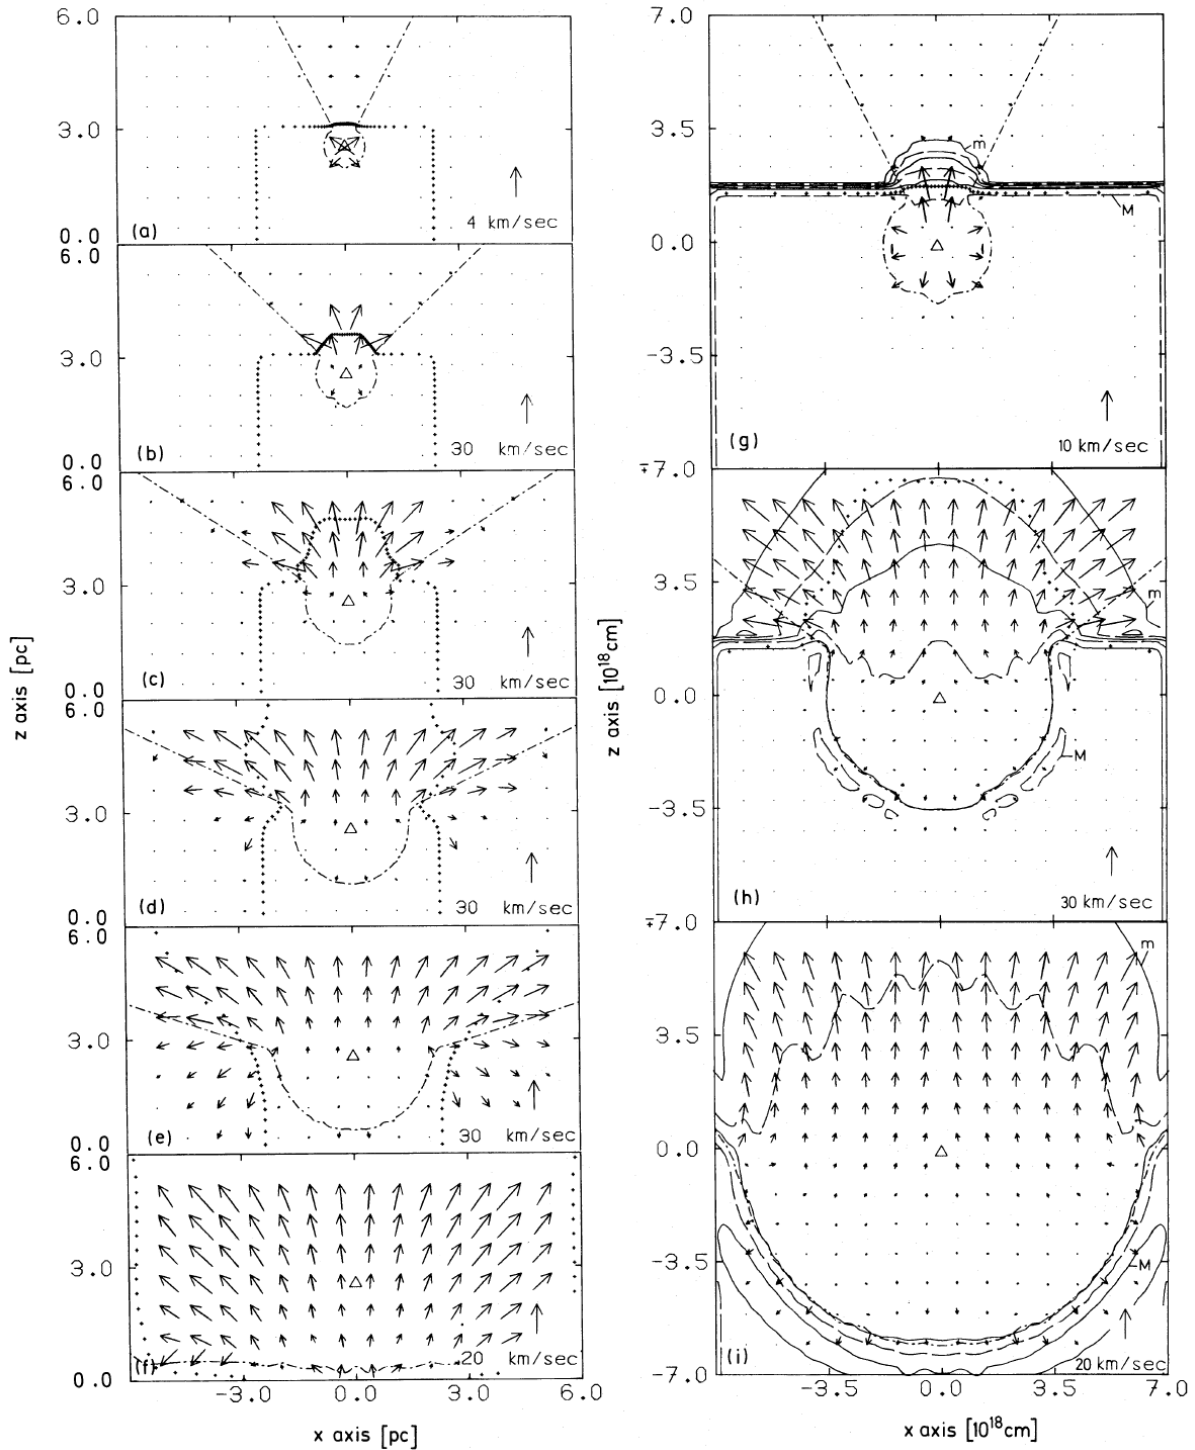 6.0
3.0
0.0
(a)
4 km/sec
6.0
3.0
0.0
(b)
30 km/sec
6.0
3.0
0.0
(c)
30 km/sec
6.0
3.0
0.0
(d)
30 km/sec
6.0
3.0
0.0
(e)
30 km/sec
6.0
3.0
0.0
(f)
20 km/sec
-3.0 0.0 3.0 6.0
x axis [pc]
z axis [pc]
7.0
3.5
0.0
-3.5
∓7.0
m
M
(g)
10 km/sec
3.5
0.0
-3.5
∓7.0
m
M
(h)
30 km/sec
3.5
0.0
-3.5
-7.0
m
M
(i)
20 km/sec
-3.5 0.0 3.5 7.0
x axis [10¹⁸cm]
z axis [10¹⁸cm]